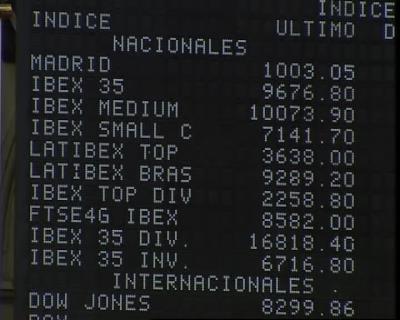 INDICE
INDICE ULTIMO D
NACIONALES
MADRID 1003.05
IBEX 35 9676.80
IBEX MEDIUM 10073.90
IBEX SMALL C 7141.70
LATIBEX TOP 3638.00
LATIBEX BRAS 9289.20
IBEX TOP DIV 2258.80
FTSE4G IBEX 8582.00
IBEX 35 DIV. 16818.40
IBEX 35 INV. 6716.80
INTERNACIONALES .
DOW JONES 8299.86